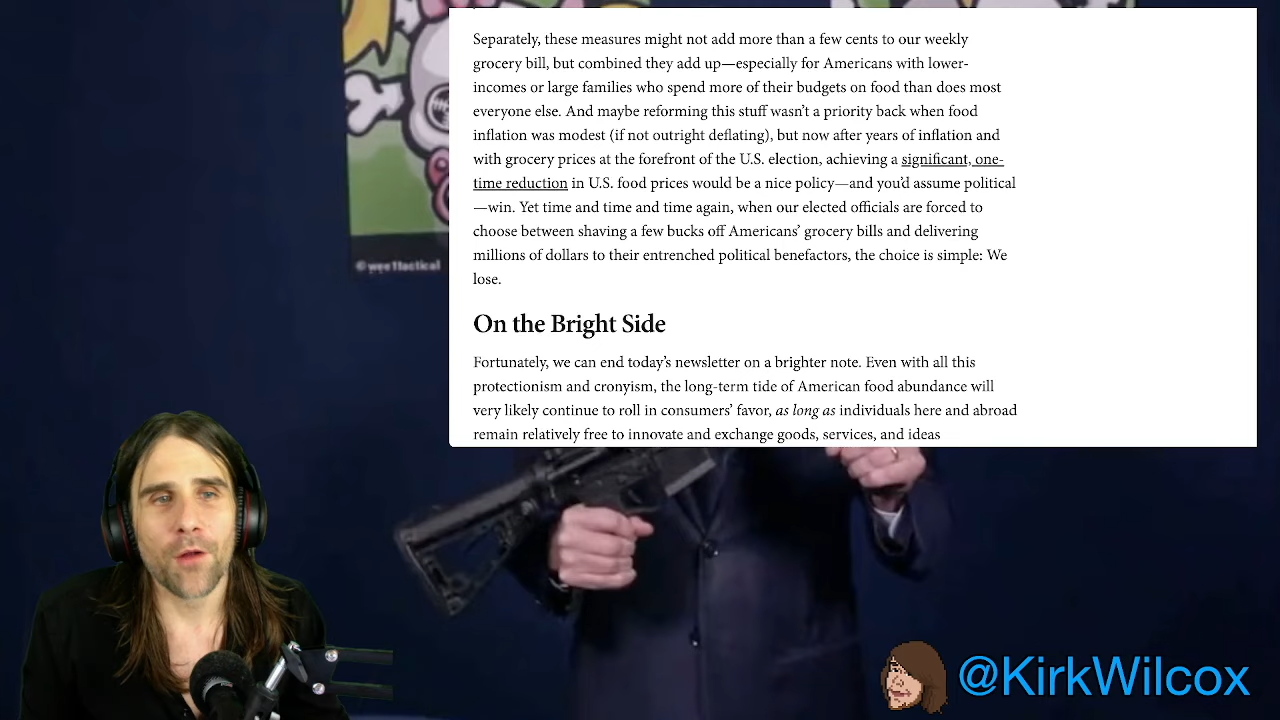 Separately, these measures might not add more than a few cents to our weekly
grocery bill, but combined they add up—especially for Americans with lower-
incomes or large families who spend more of their budgets on food than does most
everyone else. And maybe reforming this stuff wasn't a priority back when food
inflation was modest (if not outright deflating), but now after years of inflation and
with grocery prices at the forefront of the U.S. election, achieving a significant, one-
time reduction in U.S. food prices would be a nice policy—and you'd assume political
—win. Yet time and time and time again, when our elected officials are forced to
choose between shaving a few bucks off Americans' grocery bills and delivering
millions of dollars to their entrenched political benefactors, the choice is simple: We
lose.
On the Bright Side
Fortunately, we can end today's newsletter on a brighter note. Even with all this
protectionism and cronyism, the long-term tide of American food abundance will
very likely continue to roll in consumers' favor, as long as individuals here and abroad
remain relatively free to innovate and exchange goods, services, and ideas
©wee1tactical
@KirkWilcox